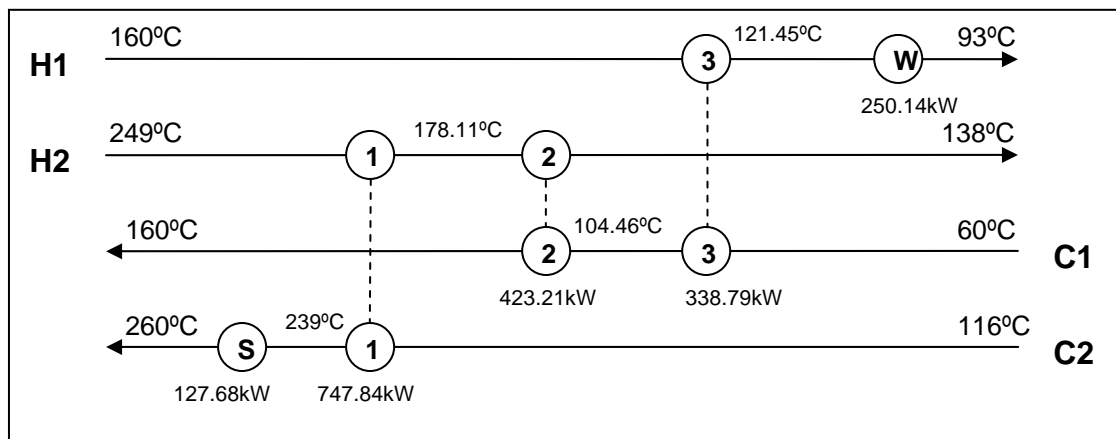 160ºC 121.45ºC 93ºC
H1 3 W
250.14kW
249ºC 178.11ºC 138ºC
H2 1 2
160ºC 104.46ºC 60ºC
2 3 C1
423.21kW 338.79kW
260ºC 239ºC 116ºC
S 1 C2
127.68kW 747.84kW